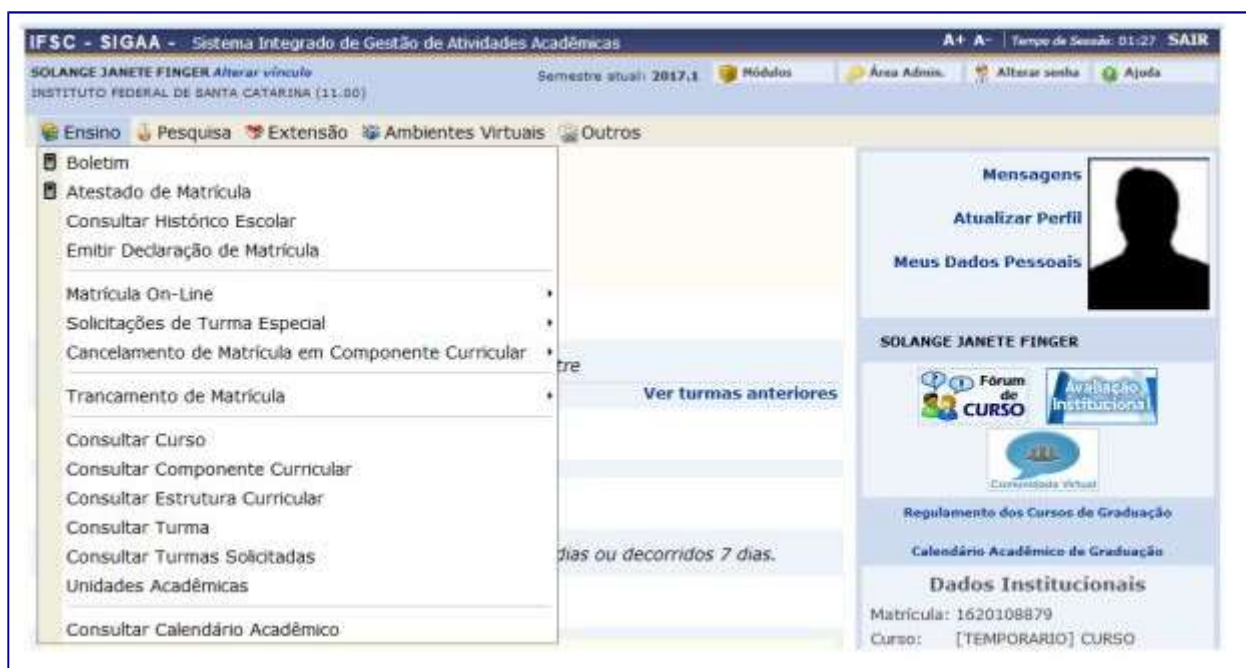 IFSC - SIGAA - Sistema Integrado de Gestão de Atividades Acadêmicas A+ A- | Tempo de Sessão: 01:27 SAIR
SOLANGE JANETE FINGER Alterar vínculo Semestre atual: 2017.1 Módulos Área Admin. Alterar senha Ajuda
INSTITUTO FEDERAL DE SANTA CATARINA (11.00)
Ensino Pesquisa Extensão Ambientes Virtuais Outros
Boletim
Atestado de Matrícula
Consultar Histórico Escolar
Emitir Declaração de Matrícula
Matrícula On-Line
Solicitações de Turma Especial
Cancelamento de Matrícula em Componente Curricular
Trancamento de Matrícula
Consultar Curso
Consultar Componente Curricular
Consultar Estrutura Curricular
Consultar Turma
Consultar Turmas Solicitadas
Unidades Acadêmicas
Consultar Calendário Acadêmico
tre
Ver turmas anteriores
dias ou decorridos 7 dias.
Mensagens
Atualizar Perfil
Meus Dados Pessoais
SOLANGE JANETE FINGER
Fórum
de
CURSO
Avaliação
Institucional
Comunidade Virtual
Regulamento dos Cursos de Graduação
Calendário Acadêmico de Graduação
Dados Institucionais
Matrícula: 1620108879
Curso: [TEMPORARIO] CURSO